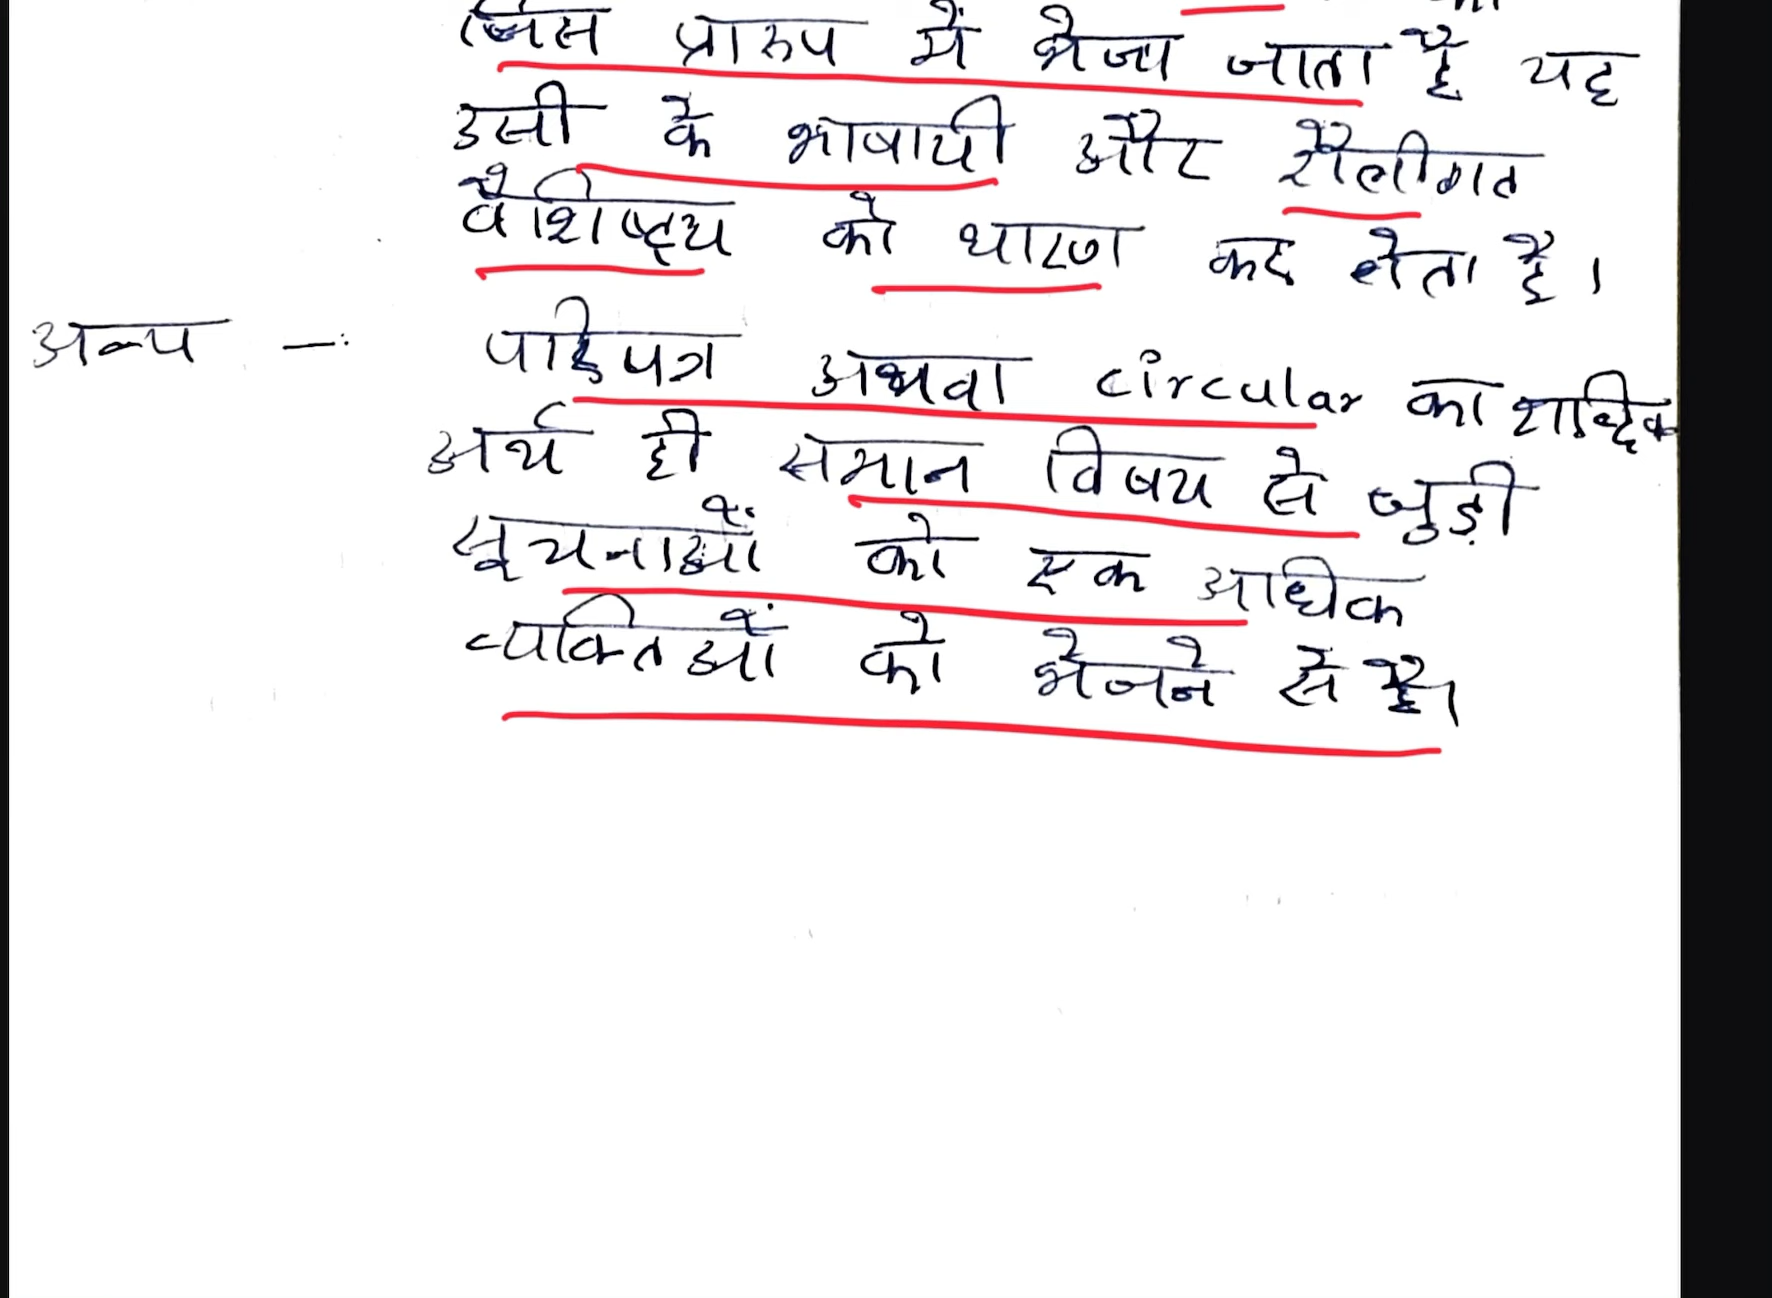 जिस प्रारूप में भेजा जाता है यह
उसी के भाषायी और शैलीगत
वैशिष्ट्य को धारण कर लेता है।
अन्य -: परिपत्र अथवा circular का शाब्दिक
अर्थ ही समान विषय से जुड़ी
सूचनाओं को एक अधिक
व्यक्तिओं को भेजने से है।